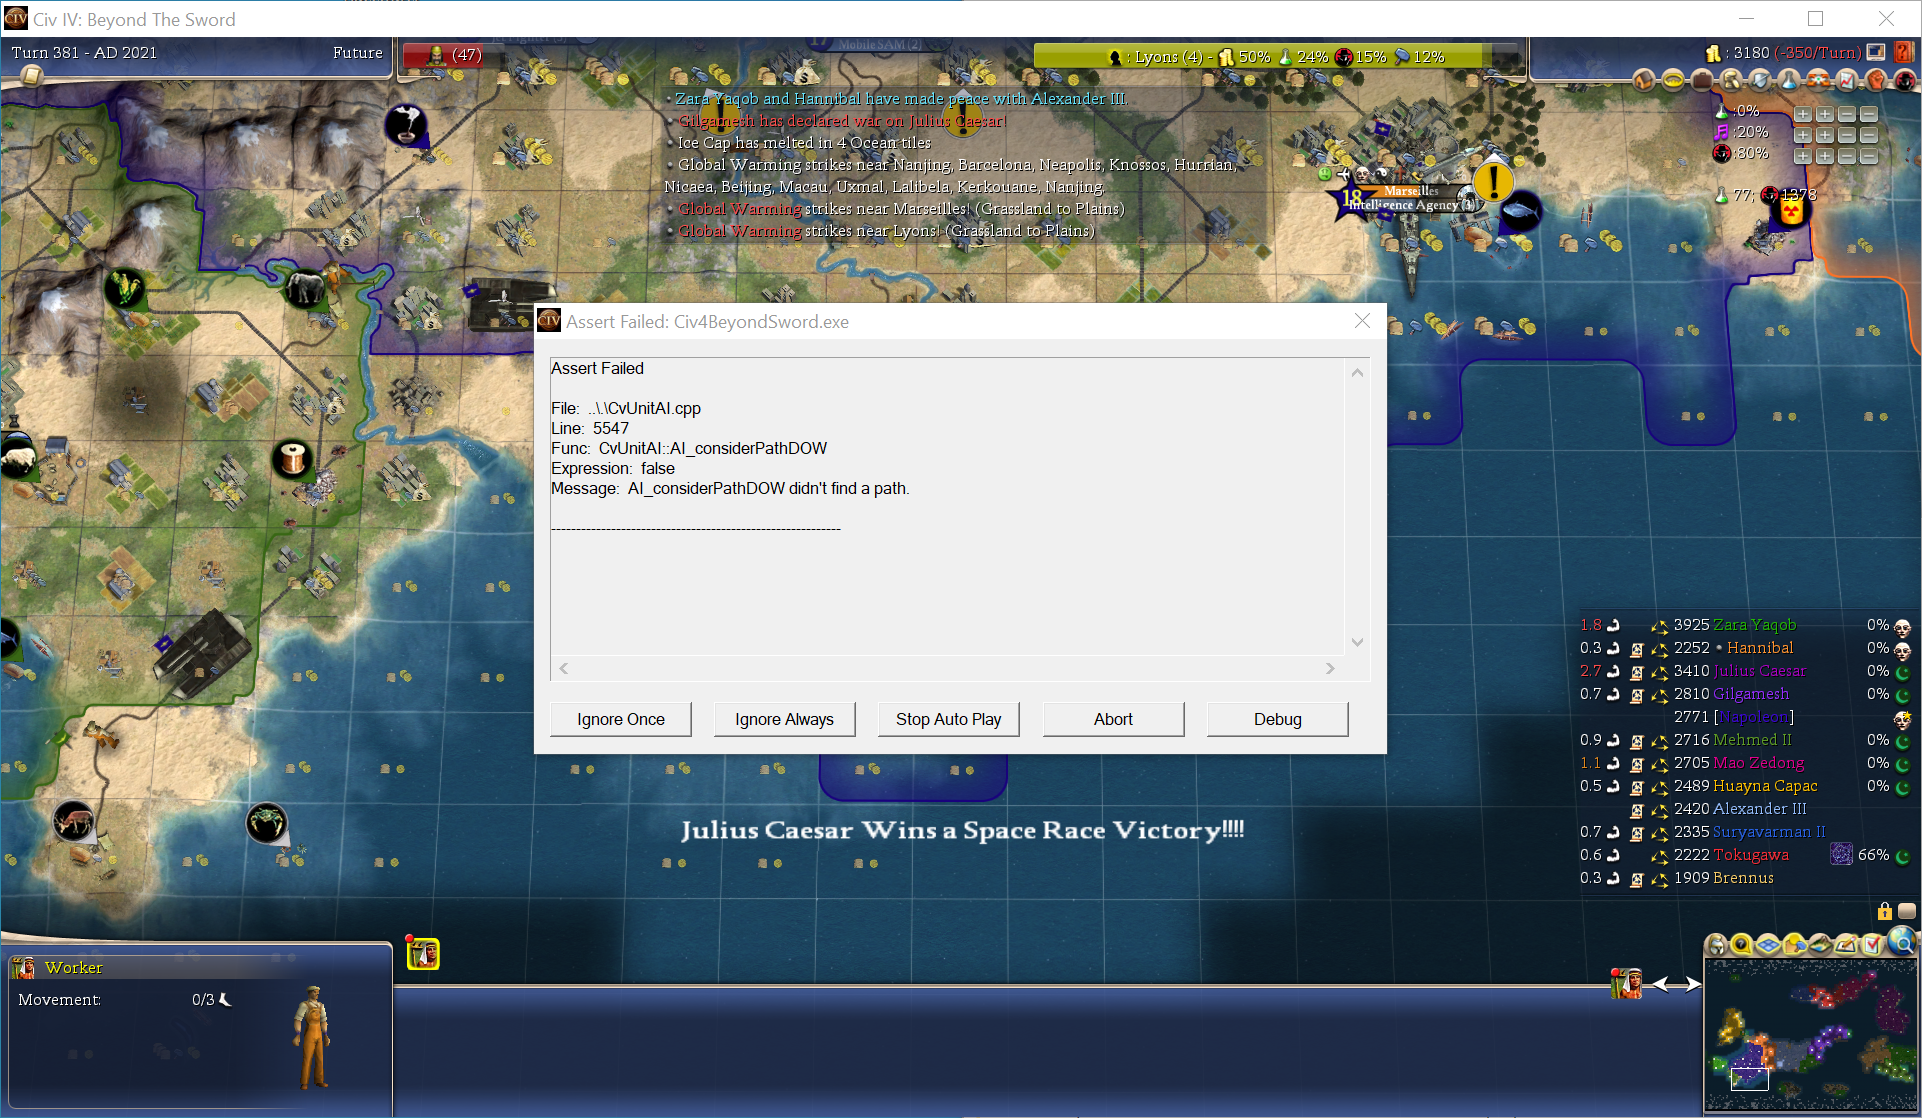 Civ IV: Beyond The Sword
Turn 381 - AD 2021
Future
(47)
Jet Fighter (3)
Mobile SAM (2)
: Lyons (4) - 50% 24% 15% 12%
: 3180 (-350/Turn)
• Zara Yaqob and Hannibal have made peace with Alexander III.
• Gilgamesh has declared war on Julius Caesar!
• Ice Cap has melted in 4 Ocean tiles
• Global Warming strikes near Nanjing, Barcelona, Neapolis, Knossos, Hurrian,
Nicaea, Beijing, Macau, Uxmal, Lalibela, Kerkouane, Nanjing,
• Global Warming strikes near Marseilles! (Grassland to Plains)
• Global Warming strikes near Lyons! (Grassland to Plains)
:0%
:20%
:80%
77; 1378
18
Marseilles
Intelligence Agency (3)
Assert Failed: Civ4BeyondSword.exe
Assert Failed
File: ..\.\CvUnitAI.cpp
Line: 5547
Func: CvUnitAI::AI_considerPathDOW
Expression: false
Message: AI_considerPathDOW didn't find a path.
----------------------------------------------------------
Ignore Once
Ignore Always
Stop Auto Play
Abort
Debug
Julius Caesar Wins a Space Race Victory!!!!
1.8 3925 Zara Yaqob 0%
0.3 2252 • Hannibal 0%
2.7 3410 Julius Caesar 0%
0.7 2810 Gilgamesh 0%
2771 [Napoleon]
0.9 2716 Mehmed II 0%
1.1 2705 Mao Zedong 0%
0.5 2489 Huayna Capac 0%
2420 Alexander III
0.7 2335 Suryavarman II
0.6 2222 Tokugawa 66%
0.3 1909 Brennus
Worker
Movement: 0/3